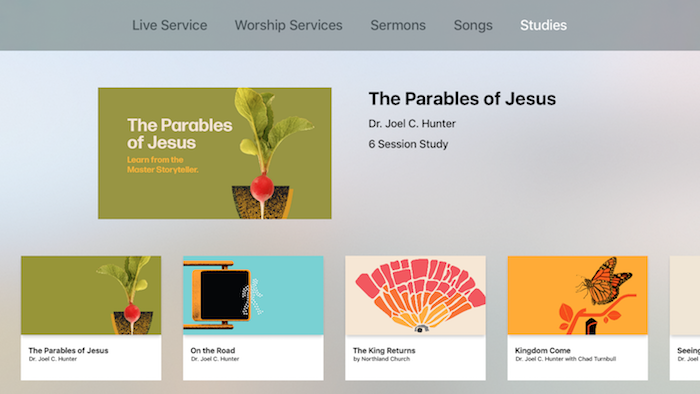 Live Service Worship Services Sermons Songs Studies
The Parables
of Jesus
Learn from the
Master Storyteller.
The Parables of Jesus
Dr. Joel C. Hunter
6 Session Study
The Parables of Jesus
Dr. Joel C. Hunter
On the Road
Dr. Joel C. Hunter
The King Returns
by Northland Church
Kingdom Come
Dr. Joel C. Hunter with Chad Turnbull
Seeing
Dr. Joel